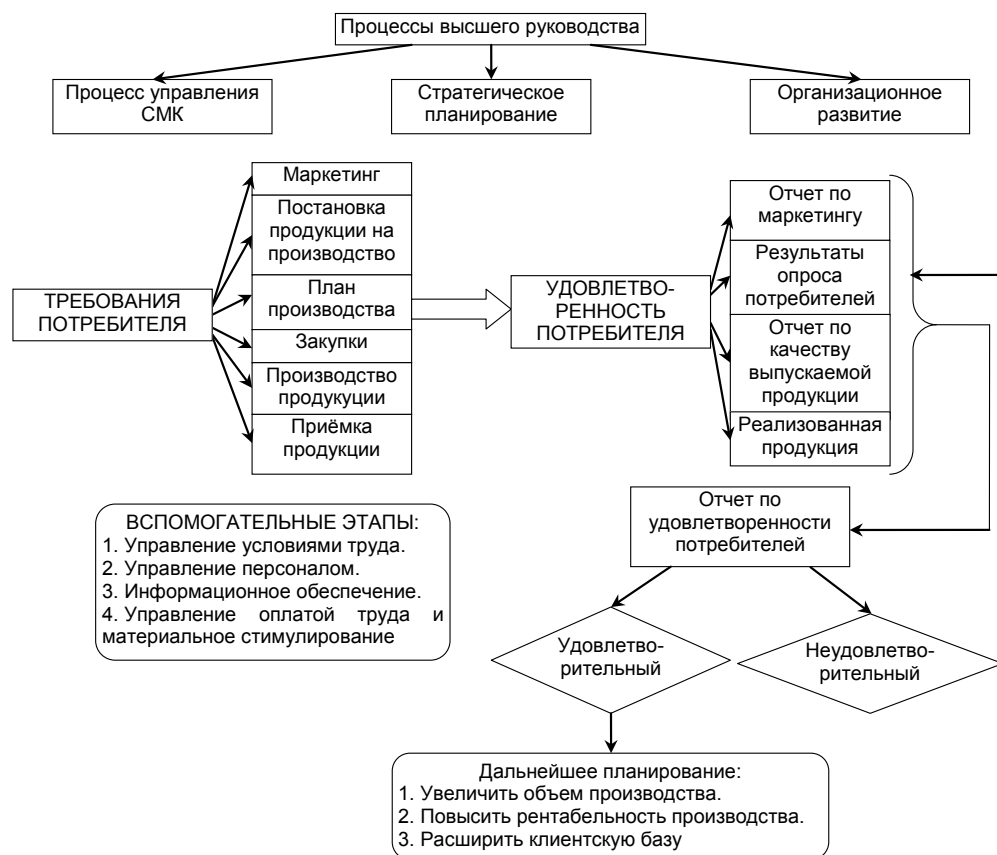 Процессы высшего руководства
Процесс управления
СМК
Стратегическое
планирование
Организационное
развитие
ТРЕБОВАНИЯ
ПОТРЕБИТЕЛЯ
Маркетинг
Постановка
продукции на
производство
План
производства
Закупки
Производство
продукуции
Приёмка
продукции
УДОВЛЕТВО-
РЕННОСТЬ
ПОТРЕБИТЕЛЯ
Отчет по
маркетингу
Результаты
опроса
потребителей
Отчет по
качеству
выпускаемой
продукции
Реализованная
продукция
ВСПОМОГАТЕЛЬНЫЕ ЭТАПЫ:
1. Управление условиями труда.
2. Управление персоналом.
3. Информационное обеспечение.
4. Управление оплатой труда и
материальное стимулирование
Отчет по
удовлетворенности
потребителей
Удовлетво-
рительный
Неудовлетво-
рительный
Дальнейшее планирование:
1. Увеличить объем производства.
2. Повысить рентабельность производства.
3. Расширить клиентскую базу